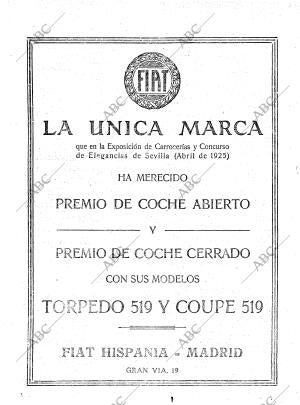 FIAT
LA UNICA MARCA
que en la Exposición de Carrocerías y Concurso
de Elegancias de Sevilla (Abril de 1925)
HA MERECIDO
PREMIO DE COCHE ABIERTO
Y
PREMIO DE COCHE CERRADO
CON SUS MODELOS
TORPEDO 519 Y COUPE 519
FIAT HISPANIA - MADRID
GRAN VIA, 19